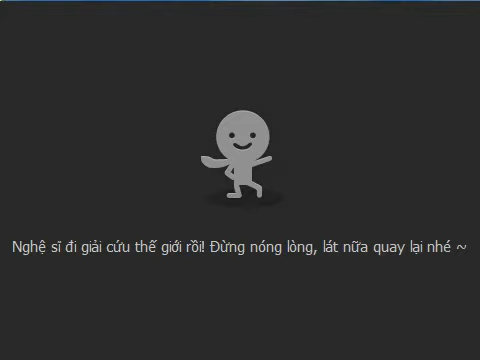 Nghệ sĩ đi giải cứu thế giới rồi! Đừng nóng lòng, lát nữa quay lại nhé ~